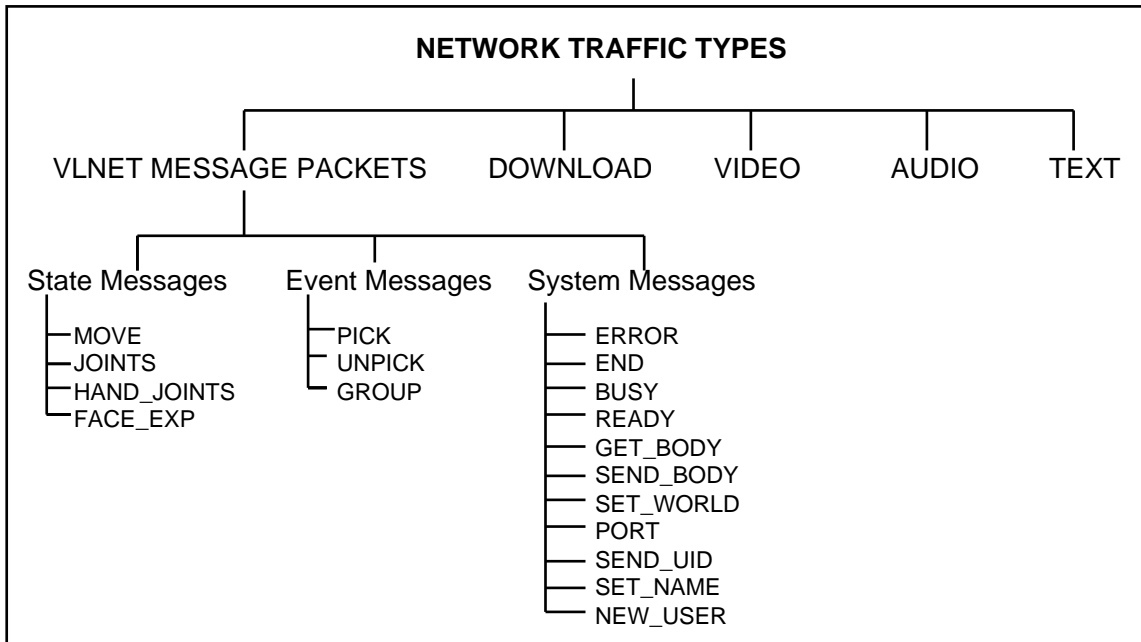 NETWORK TRAFFIC TYPES
VLNET MESSAGE PACKETS DOWNLOAD VIDEO AUDIO TEXT
State Messages Event Messages System Messages
MOVE PICK ERROR
JOINTS UNPICK END
HAND_JOINTS GROUP BUSY
FACE_EXP READY
GET_BODY
SEND_BODY
SET_WORLD
PORT
SEND_UID
SET_NAME
NEW_USER